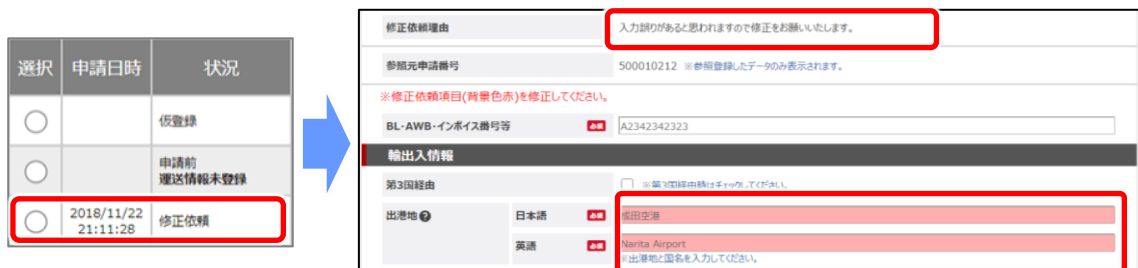 選択 申請日時 状況
仮登録
申請前
運送情報未登録
2018/11/22
21:11:28
修正依頼
修正依頼理由 入力誤りがあると思われますので修正をお願いいたします。
参照元申請番号 500010212 ※参照登録したデータのみ表示されます。
※修正依頼項目(背景色赤)を修正してください。
BL・AWB・インボイス番号等 必須 A2342342323
輸出入情報
第3国経由 ※第3国経由時はチェックしてください。
出港地 ? 日本語 必須 成田空港
英語 必須 Narita Airport
※出港地と国名を入力してください。